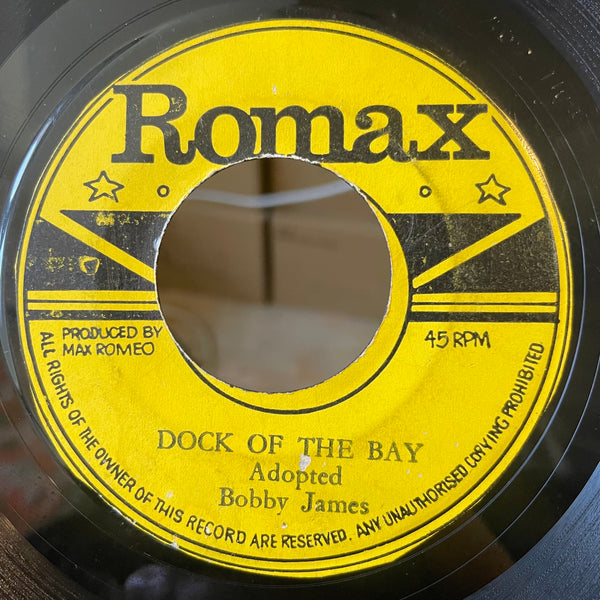 Romax
PRODUCED BY
MAX ROMEO
45 RPM
DOCK OF THE BAY
Adopted
Bobby James
ALL RIGHTS OF THE OWNER OF THIS RECORD ARE RESERVED. ANY UNAUTHORISED COPYING PROHIBITED